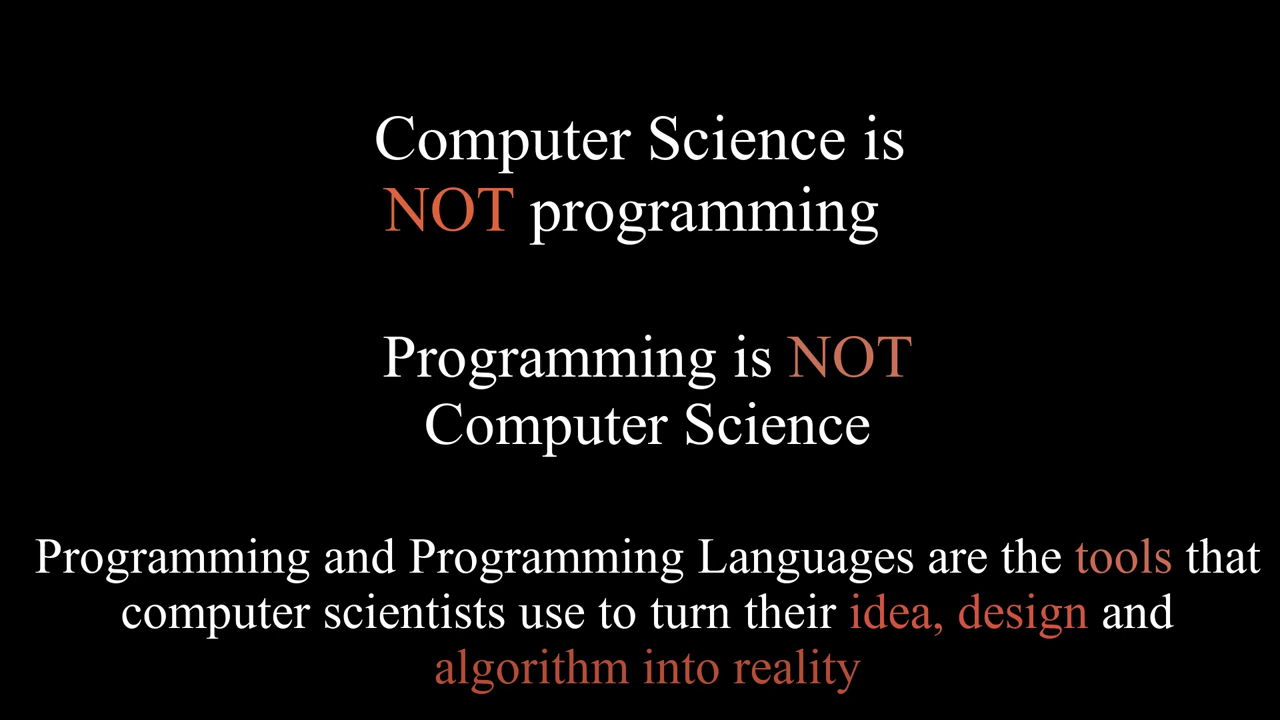 Computer Science is
NOT programming
Programming is NOT
Computer Science
Programming and Programming Languages are the tools that
computer scientists use to turn their idea, design and
algorithm into reality